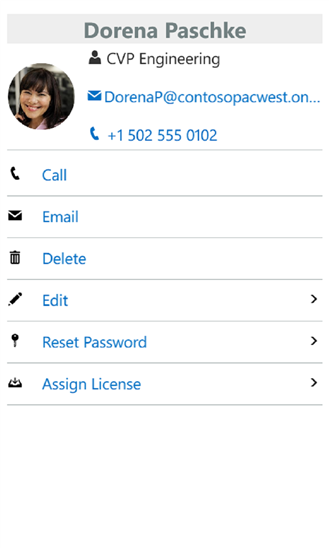 Dorena Paschke
CVP Engineering
DorenaP@contosopacwest.on...
+1 502 555 0102
Call
Email
Delete
Edit
Reset Password
Assign License